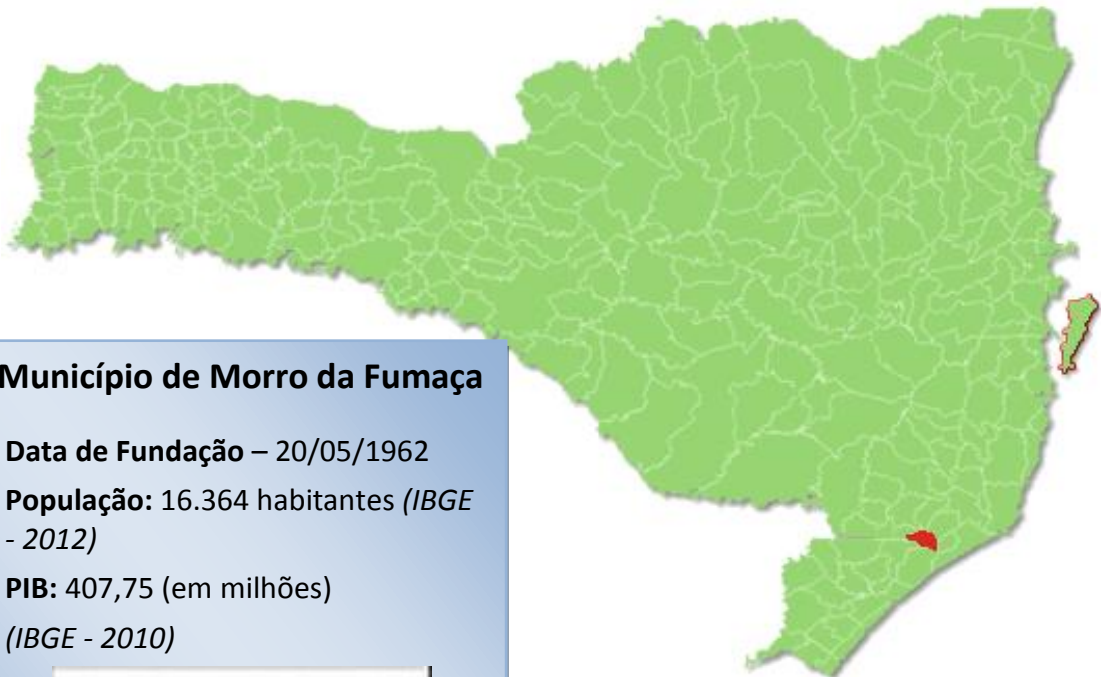 Município de Morro da Fumaça
Data de Fundação – 20/05/1962
População: 16.364 habitantes (IBGE
- 2012)
PIB: 407,75 (em milhões)
(IBGE - 2010)